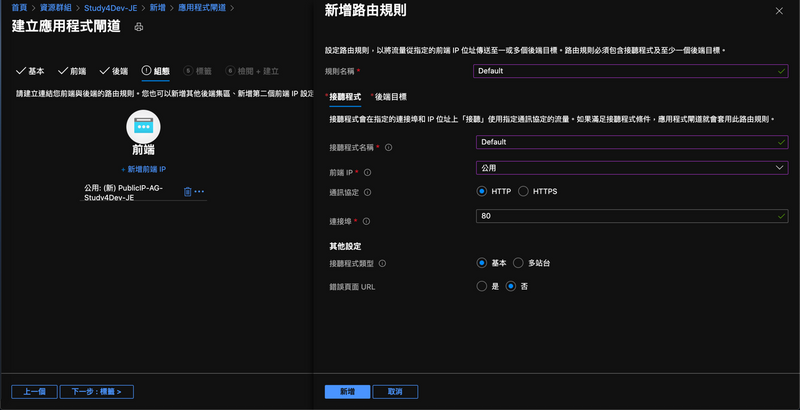 首頁 > 資源群組 > Study4Dev-JE > 新增 > 應用程式閘道 >
建立應用程式閘道
基本 前端 後端 組態 5 標籤 6 檢閱 + 建立
請建立連結您前端與後端的路由規則。您也可以新增其他後端集區、新增第二個前端 IP 設定
前端
+ 新增前端 IP
公用: (新) PublicIP-AG-
Study4Dev-JE
上一個 下一步 : 標籤 >
新增路由規則
設定路由規則，以將流量從指定的前端 IP 位址傳送至一或多個後端目標。路由規則必須包含接聽程式及至少一個後端目標。
規則名稱 * Default
* 接聽程式 * 後端目標
接聽程式會在指定的連接埠和 IP 位址上「接聽」使用指定通訊協定的流量。如果滿足接聽程式條件，應用程式閘道就會套用此路由規則。
接聽程式名稱 * Default
前端 IP * 公用
通訊協定 HTTP HTTPS
連接埠 * 80
其他設定
接聽程式類型 基本 多站台
錯誤頁面 URL 是 否
新增 取消